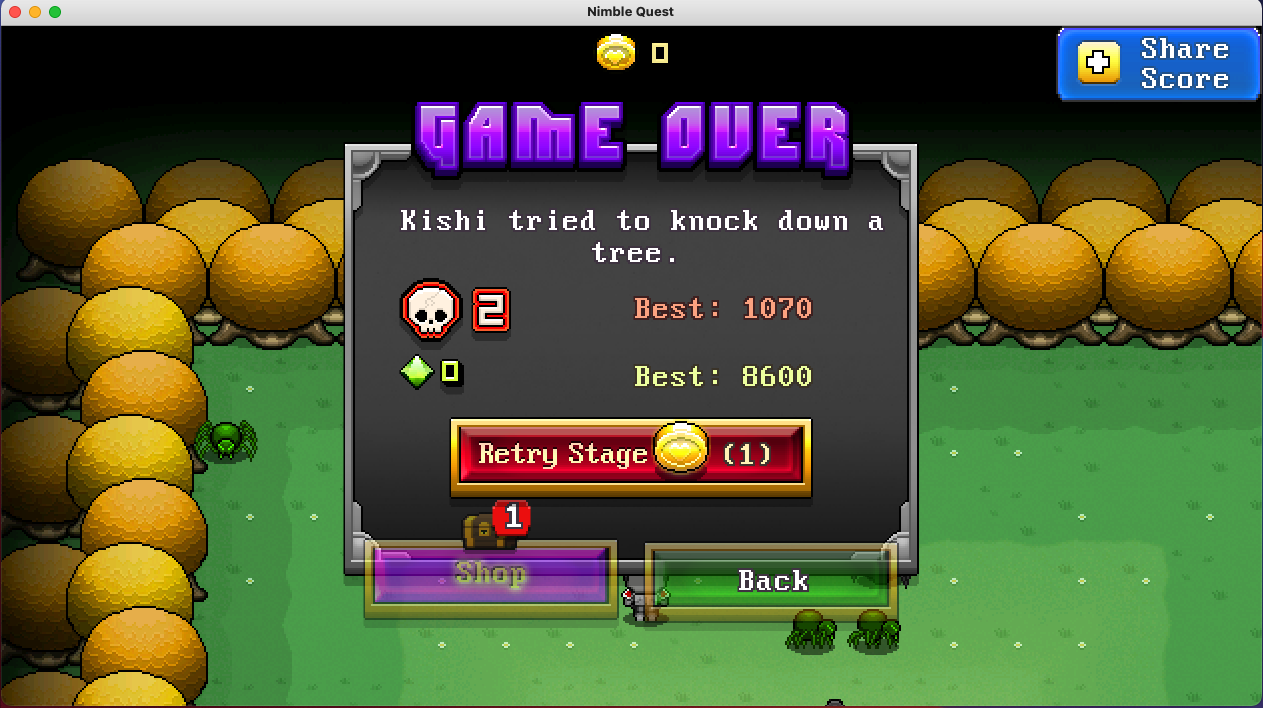 Nimble Quest
0
Share
Score
GAME OVER
Kishi tried to knock down a
tree.
2 Best: 1070
0 Best: 8600
Retry Stage (1)
1
Shop
Back